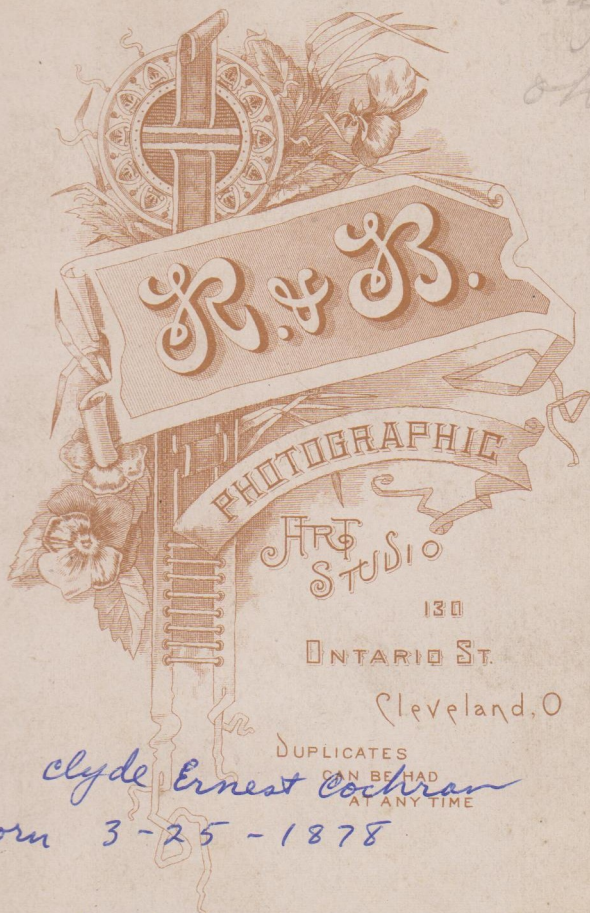 R. & B.
PHOTOGRAPHIC
ART
STUDIO
130
ONTARIO ST.
Cleveland, O
DUPLICATES
CAN BE HAD
AT ANY TIME
Clyde Ernest Cochran
orn 3-25-1878